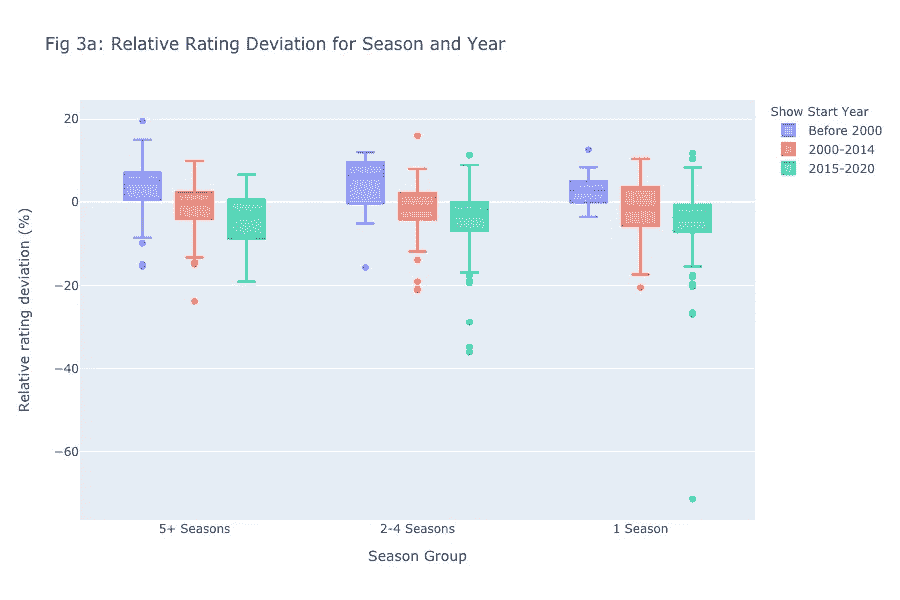 Fig 3a: Relative Rating Deviation for Season and Year
Show Start Year
Before 2000
2000-2014
2015-2020
20
0
−20
−40
−60
Relative rating deviation (%)
5+ Seasons
2-4 Seasons
1 Season
Season Group